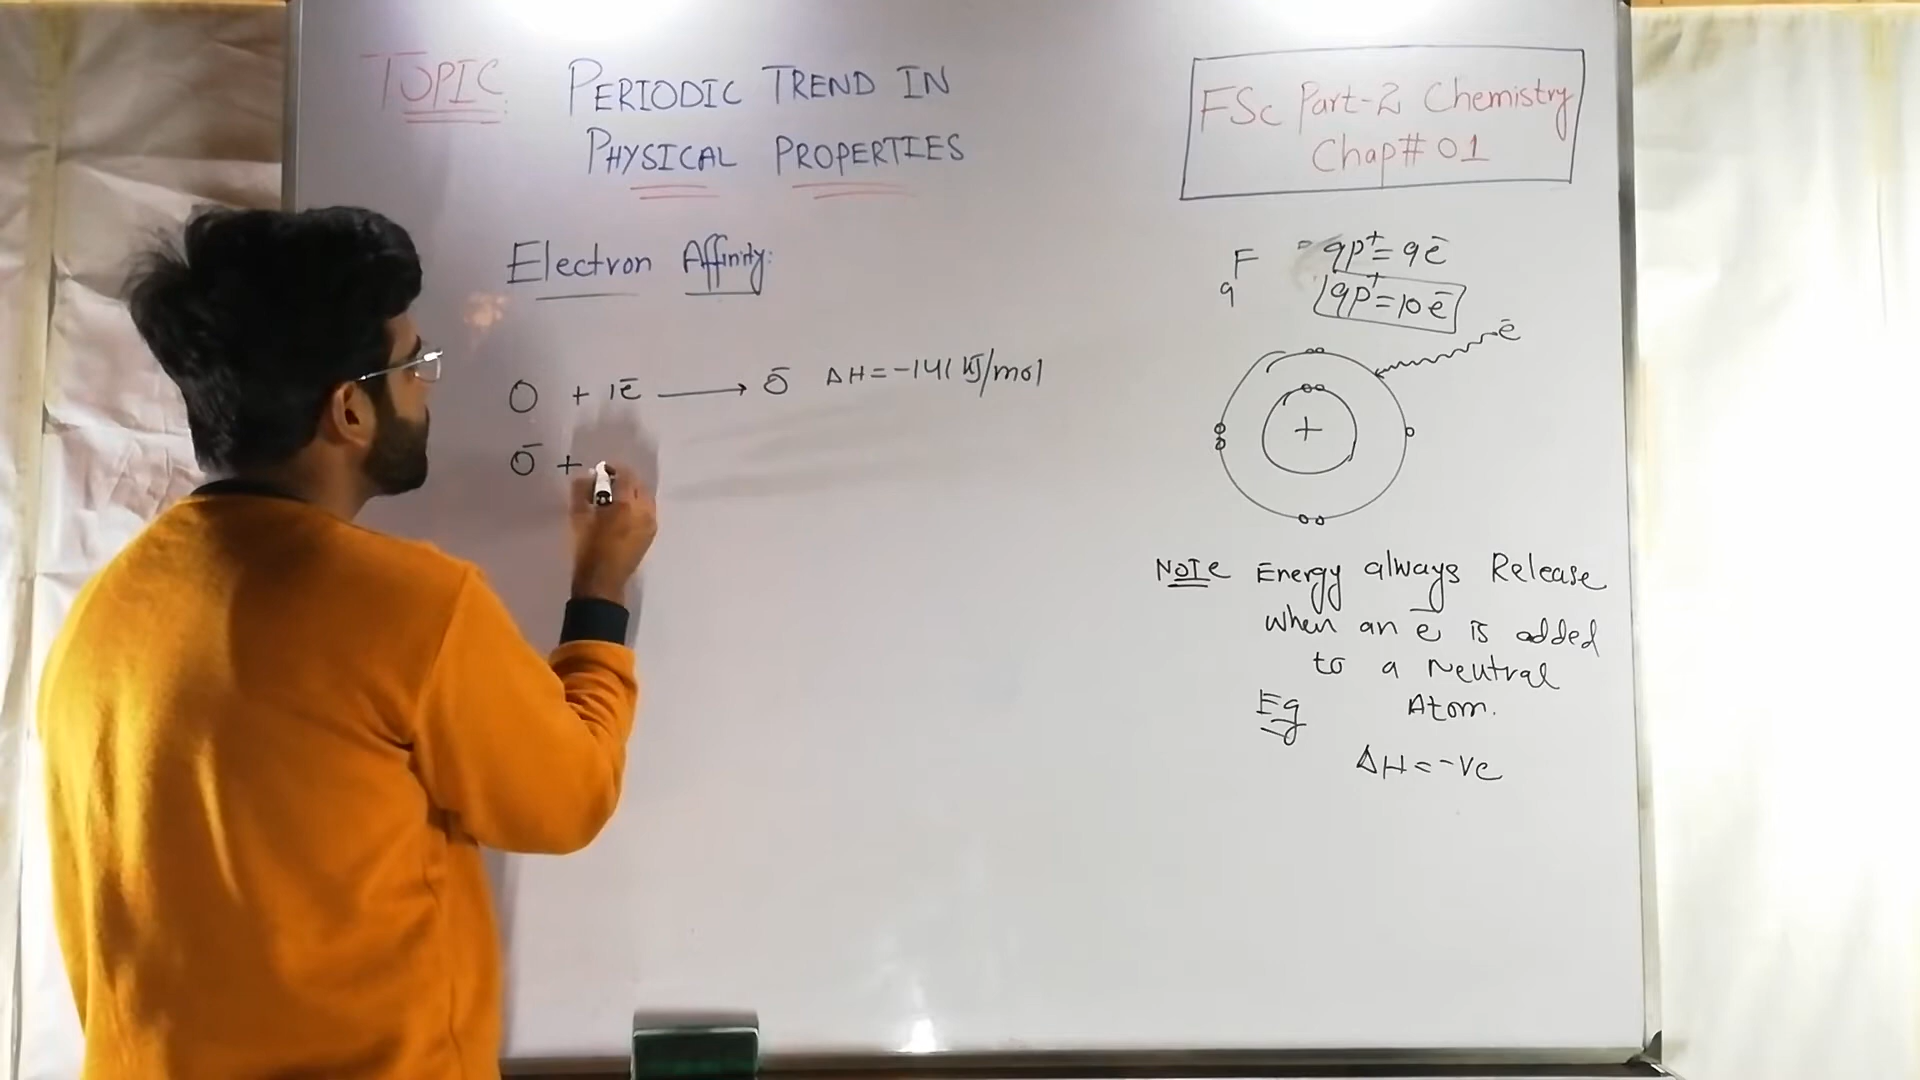 TOPIC: PERIODIC TREND IN
PHYSICAL PROPERTIES
FSc Part-2 Chemistry
Chap# 01
Electron Affinity:
O + 1ē ⟶ Ō ΔH = -141 kJ/mol
Ō +
F = 9p⁺ = 9ē
9 9p⁺ = 10ē
ē
+
NOTE Energy always Release
when an ē is added
to a Neutral
Eg Atom.
ΔH = -ve